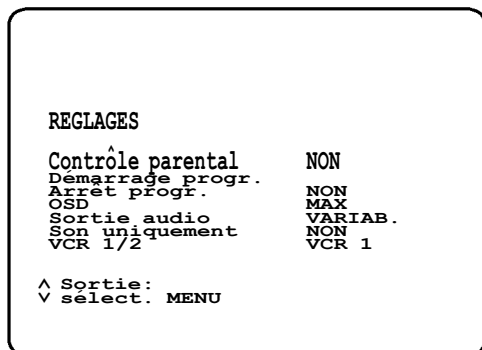 REGLAGES
Contrôle parental NON
Démarrage progr.
Arrêt progr. NON
OSD MAX
Sortie audio VARIAB.
Son uniquement NON
VCR 1/2 VCR 1
^ Sortie:
v sélect. MENU